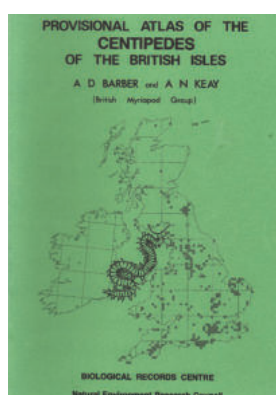 PROVISIONAL ATLAS OF THE
CENTIPEDES
OF THE BRITISH ISLES
A D BARBER and A N KEAY
(British Myriapod Group)
BIOLOGICAL RECORDS CENTRE
Natural Environment Research Council